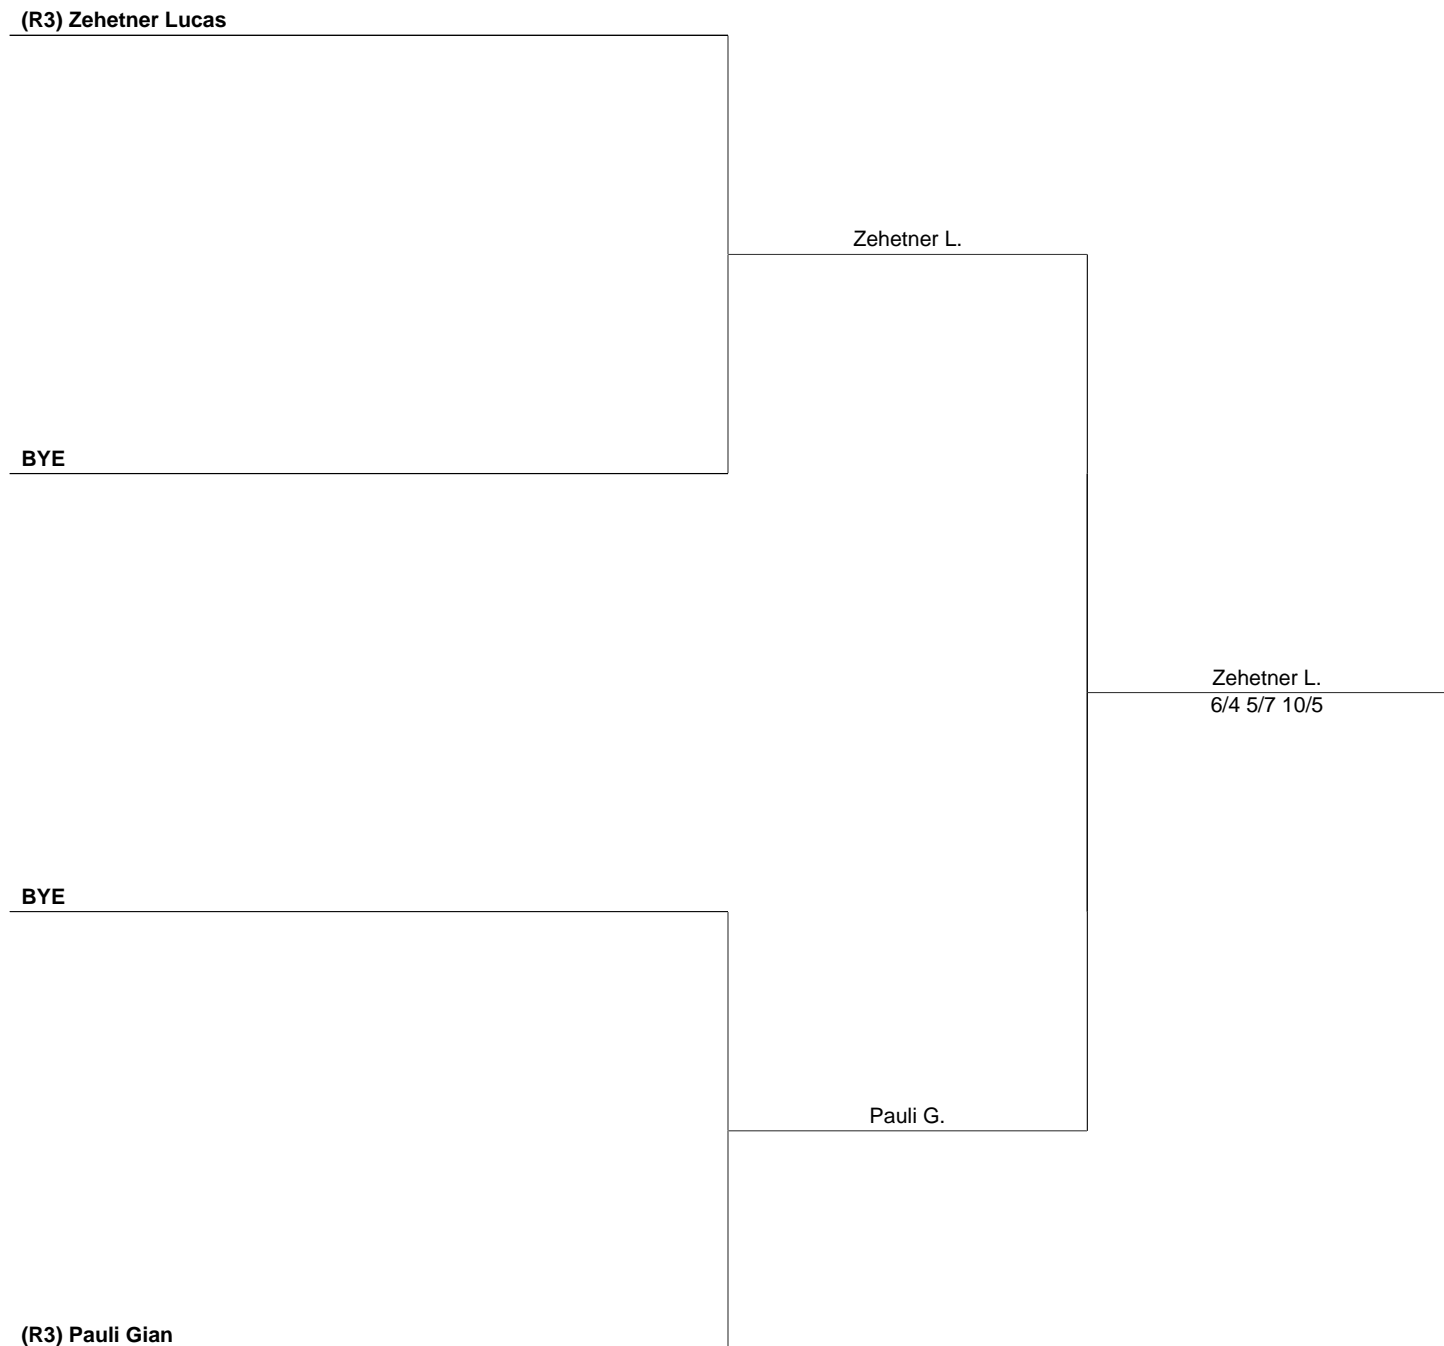 (R3) Zehetner Lucas
Zehetner L.
BYE
Zehetner L.
6/4 5/7 10/5
BYE
Pauli G.
(R3) Pauli Gian